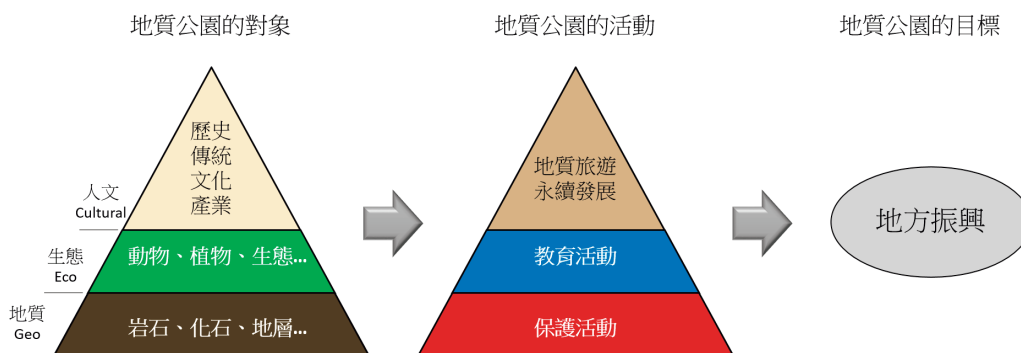 地質公園的對象
地質公園的活動
地質公園的目標
歷史
傳統
文化
產業
人文
Cultural
動物、植物、生態...
生態
Eco
岩石、化石、地層...
地質
Geo
地質旅遊
永續發展
教育活動
保護活動
地方振興